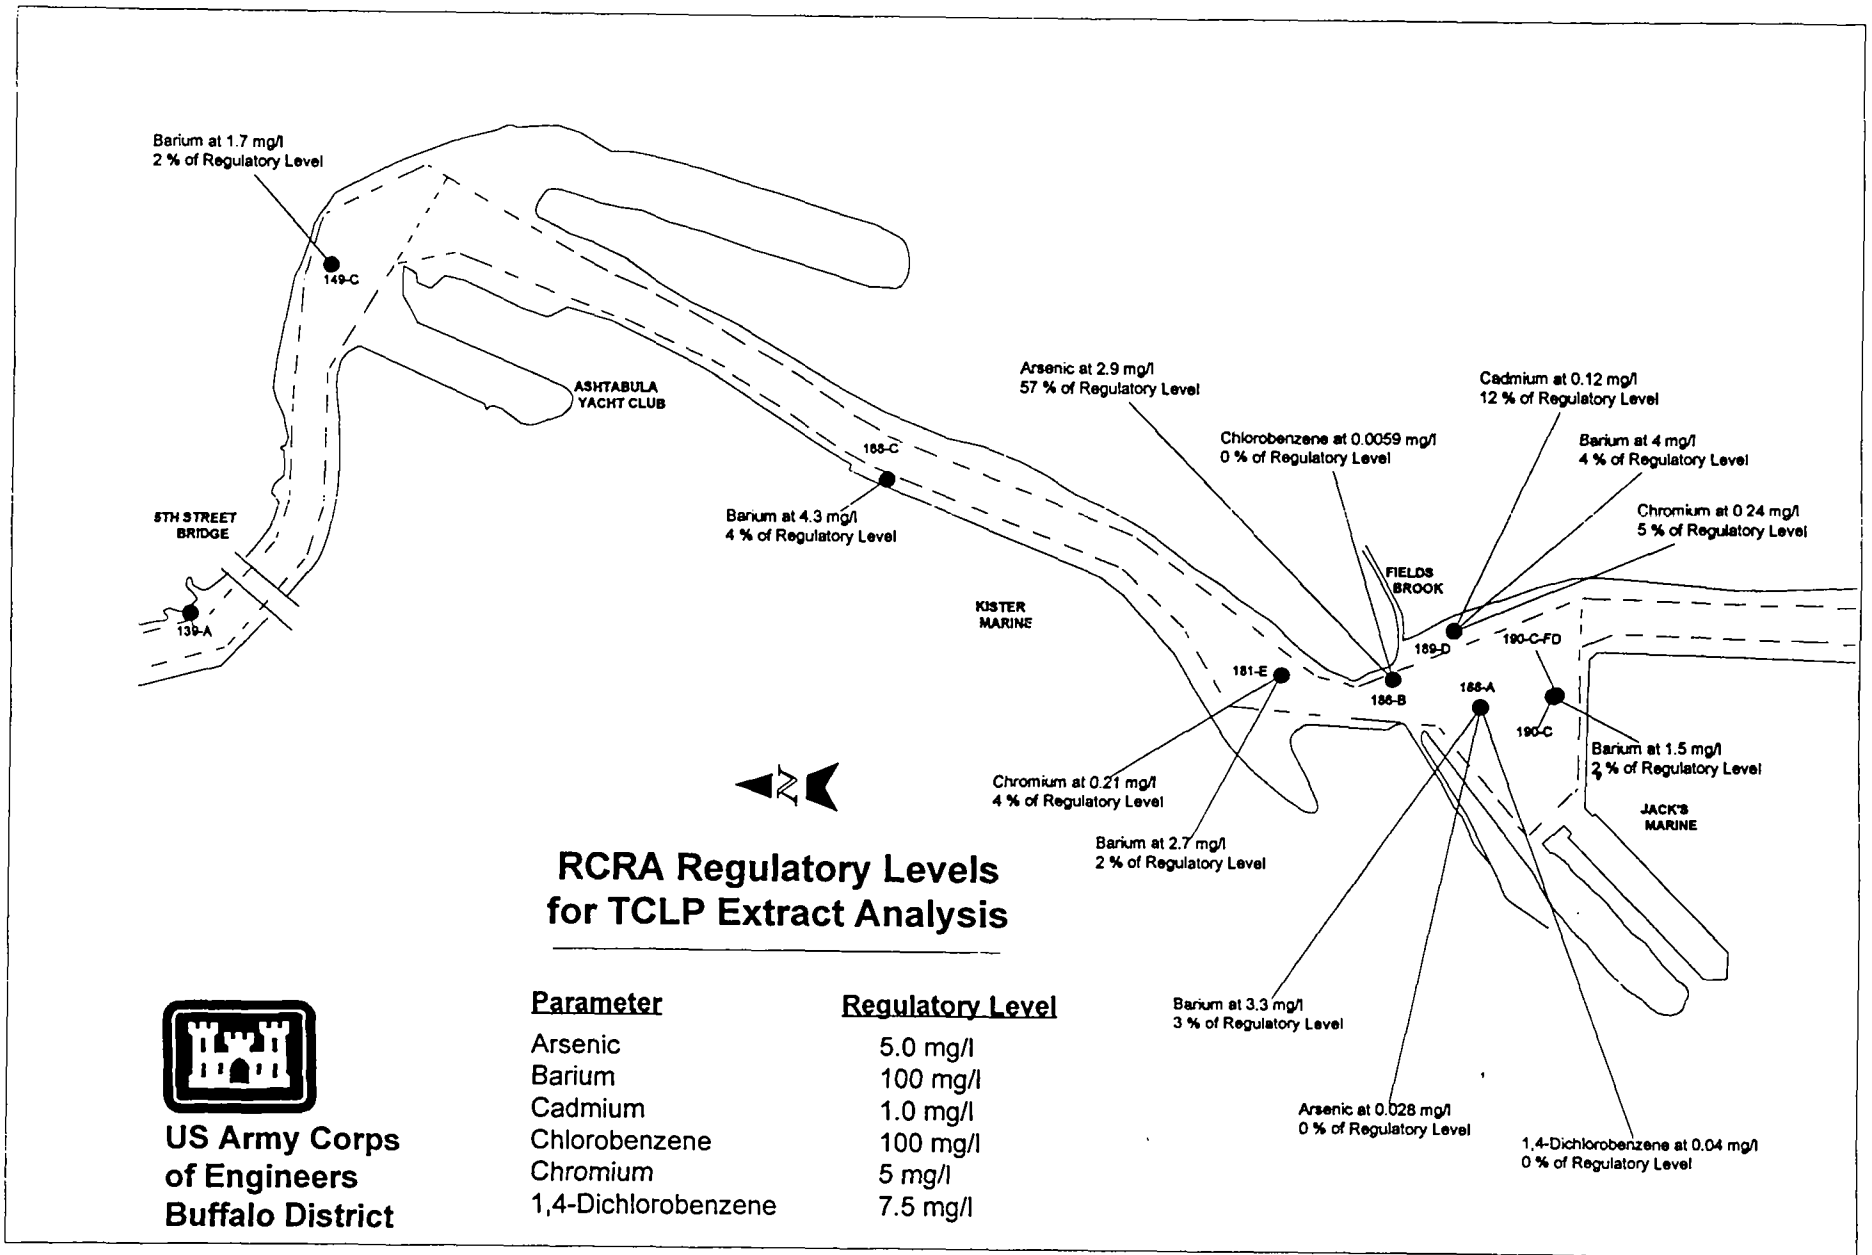 Barium at 1.7 mg/l
2 % of Regulatory Level
149-C
ASHTABULA
YACHT CLUB
5TH STREET
BRIDGE
139-A
168-C
Barium at 4.3 mg/l
4 % of Regulatory Level
KISTER
MARINE
Arsenic at 2.9 mg/l
57 % of Regulatory Level
Chlorobenzene at 0.0059 mg/l
0 % of Regulatory Level
Cadmium at 0.12 mg/l
12 % of Regulatory Level
Barium at 4 mg/l
4 % of Regulatory Level
Chromium at 0 24 mg/l
5 % of Regulatory Level
FIELDS
BROOK
189-D
190-C-FD
181-E
186-B
188-A
190-C
Barium at 1.5 mg/l
2 % of Regulatory Level
JACK'S
MARINE
Chromium at 0.21 mg/l
4 % of Regulatory Level
Barium at 2.7 mg/l
2 % of Regulatory Level
N
Barium at 3.3 mg/l
3 % of Regulatory Level
Arsenic at 0.028 mg/l
0 % of Regulatory Level
1,4-Dichlorobenzene at 0.04 mg/l
0 % of Regulatory Level
RCRA Regulatory Levels
for TCLP Extract Analysis
Parameter Regulatory Level
Arsenic 5.0 mg/l
Barium 100 mg/l
Cadmium 1.0 mg/l
Chlorobenzene 100 mg/l
Chromium 5 mg/l
1,4-Dichlorobenzene 7.5 mg/l
US Army Corps
of Engineers
Buffalo District